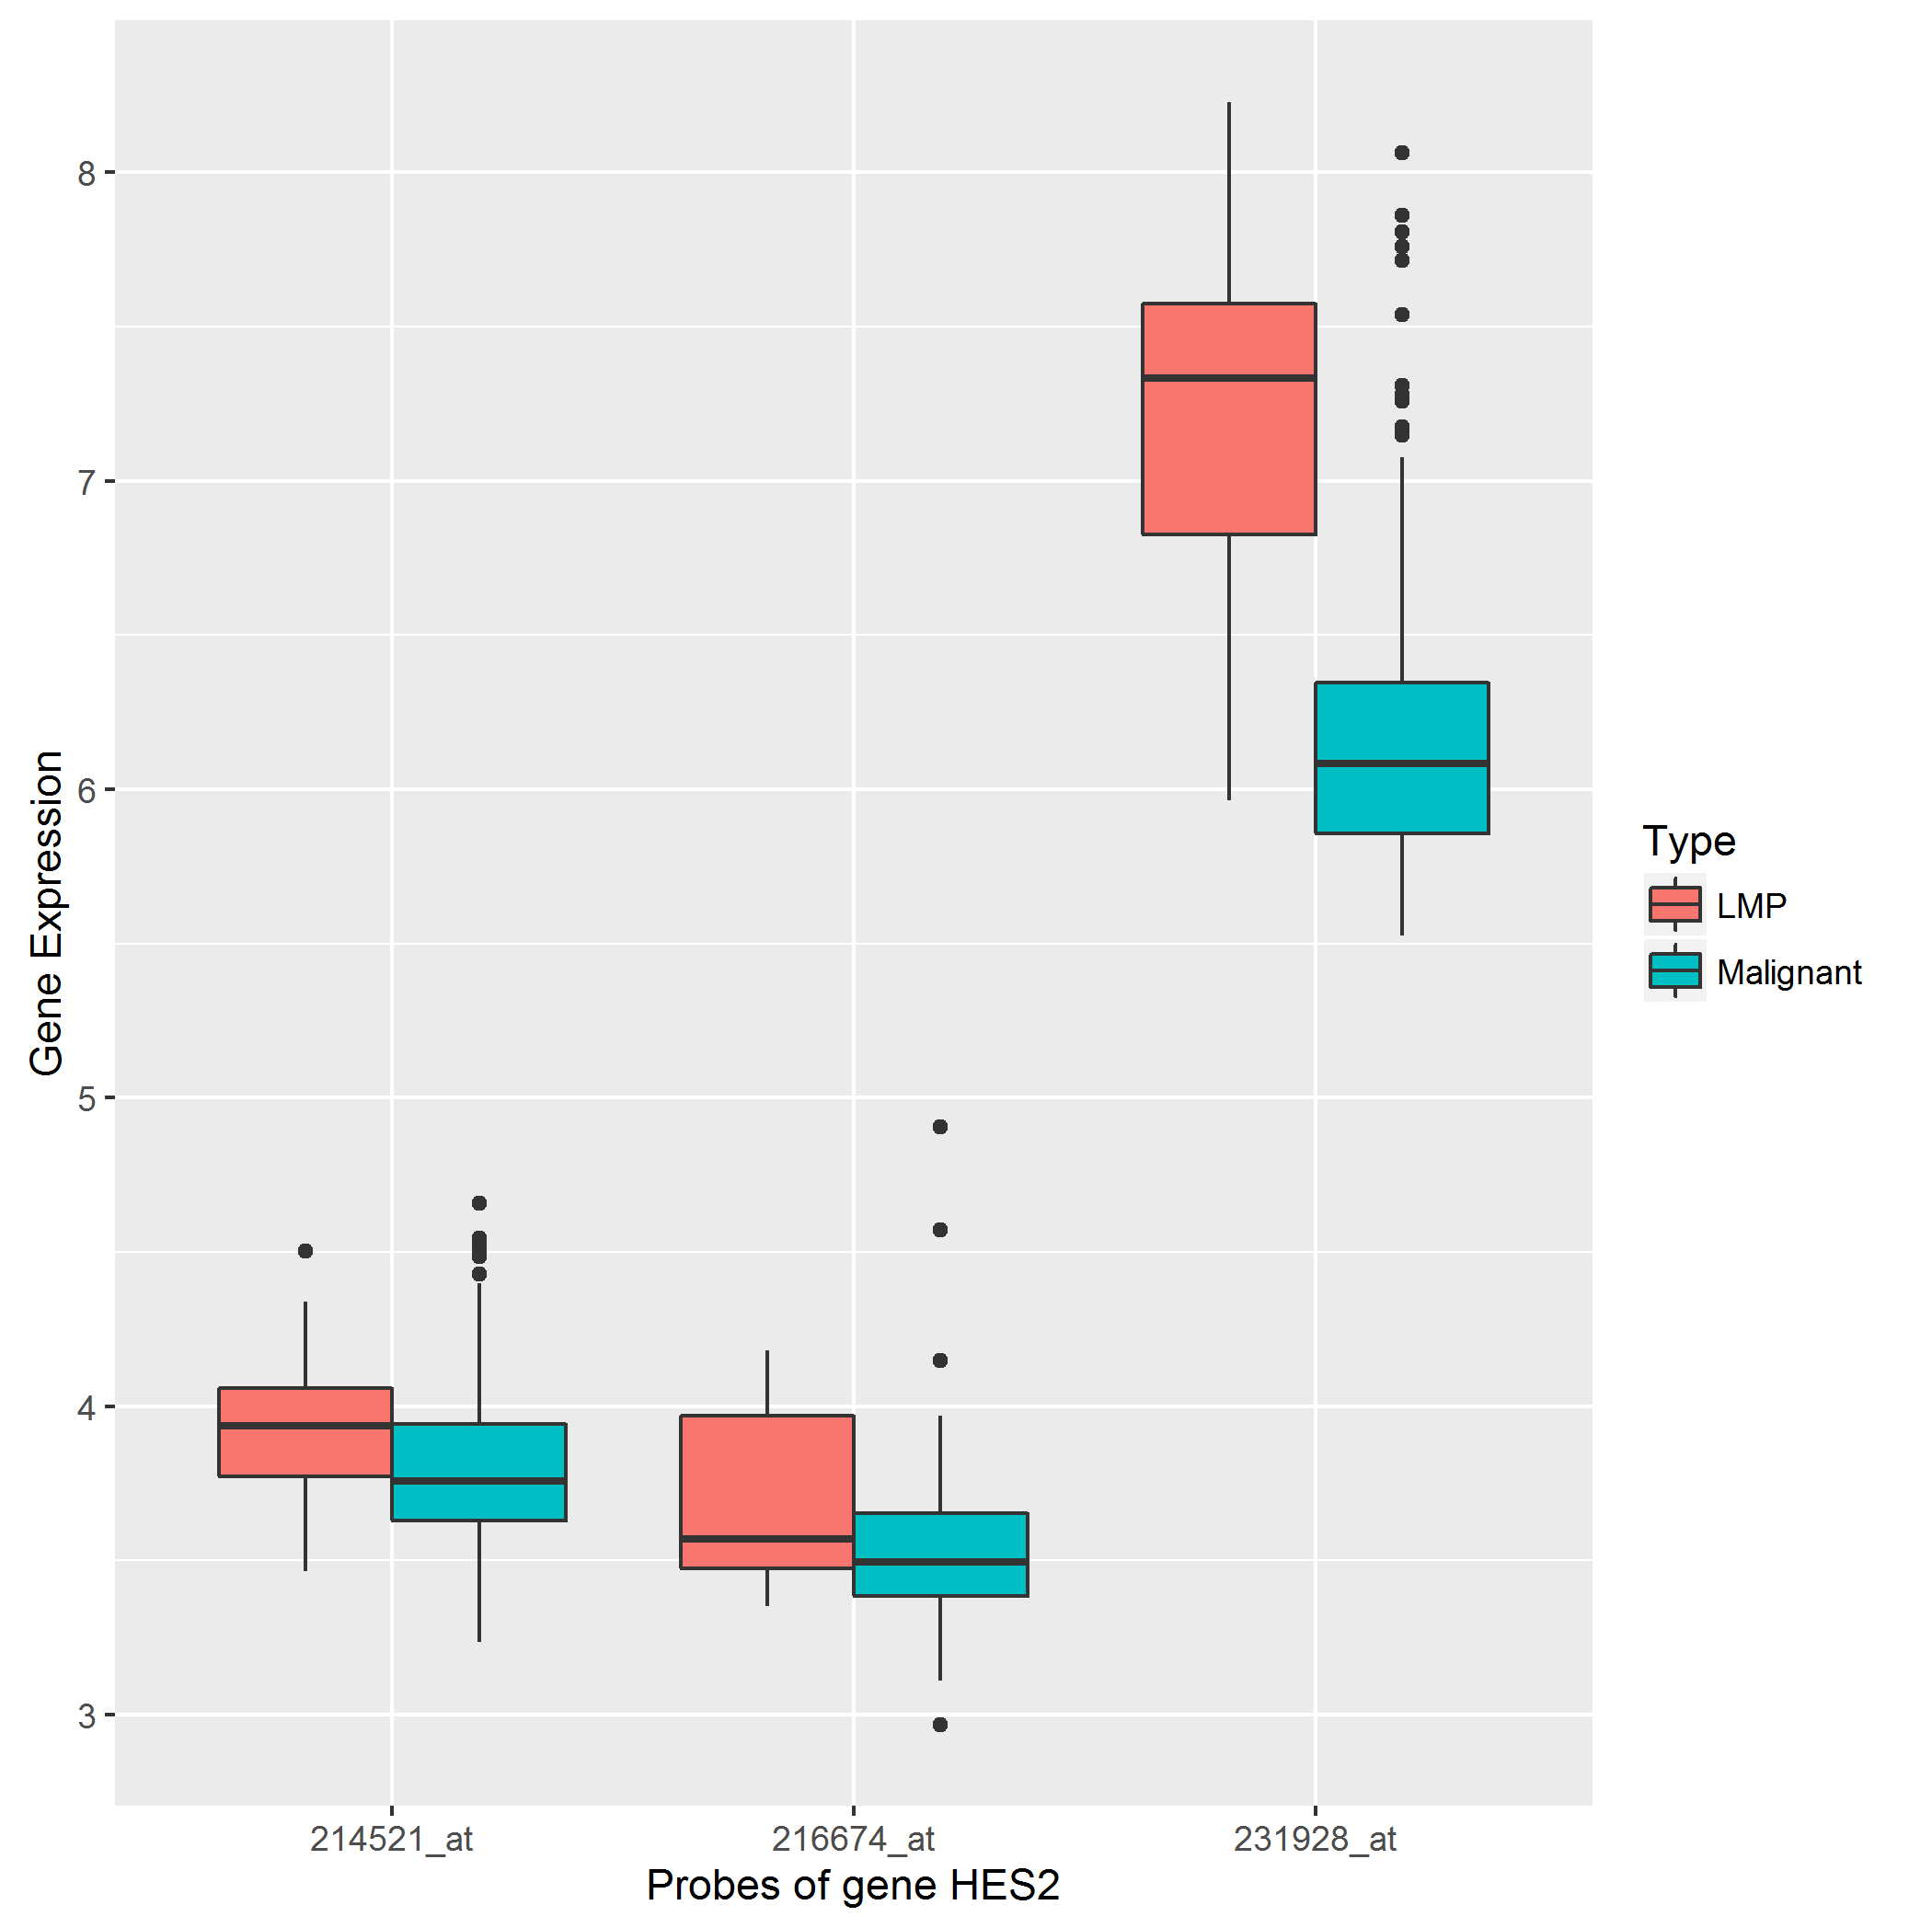 Gene Expression
8
7
6
5
4
3
214521_at
216674_at
231928_at
Probes of gene HES2
Type
LMP
Malignant